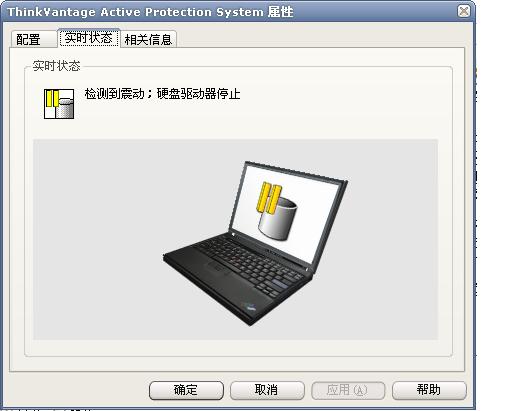 ThinkVantage Active Protection System 属性
配置 实时状态 相关信息
实时状态
检测到震动；硬盘驱动器停止
确定 取消 应用(A) 帮助